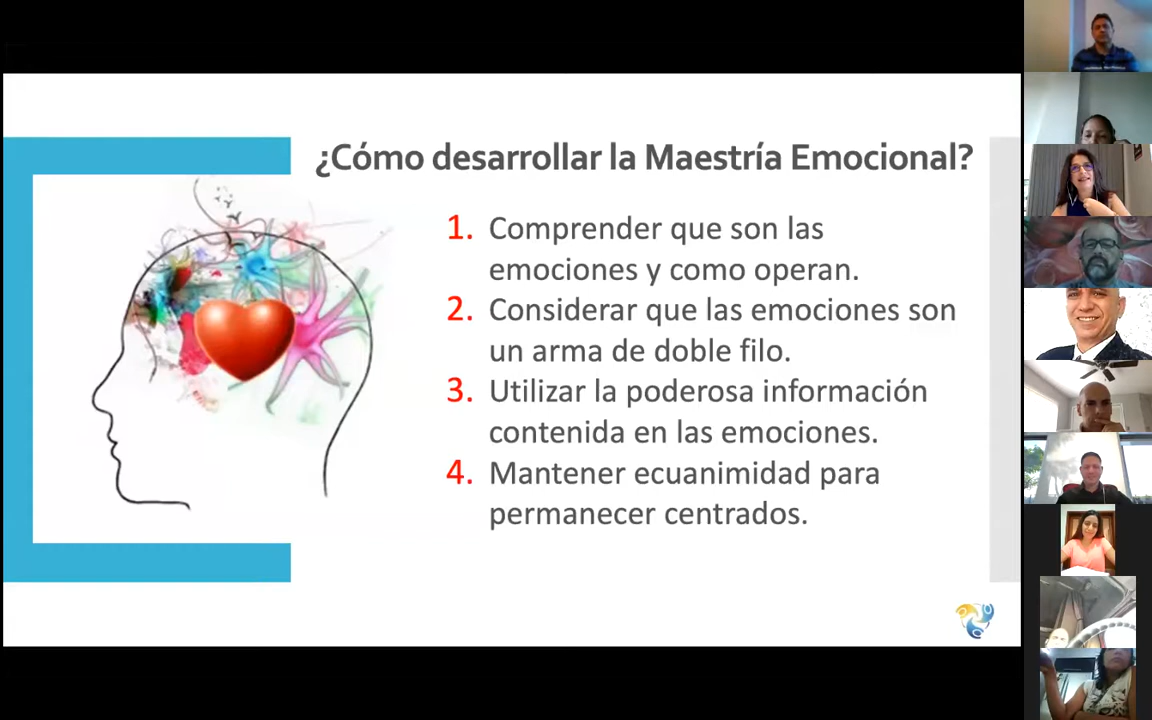 ¿Cómo desarrollar la Maestría Emocional?
1. Comprender que son las
emociones y como operan.
2. Considerar que las emociones son
un arma de doble filo.
3. Utilizar la poderosa información
contenida en las emociones.
4. Mantener ecuanimidad para
permanecer centrados.